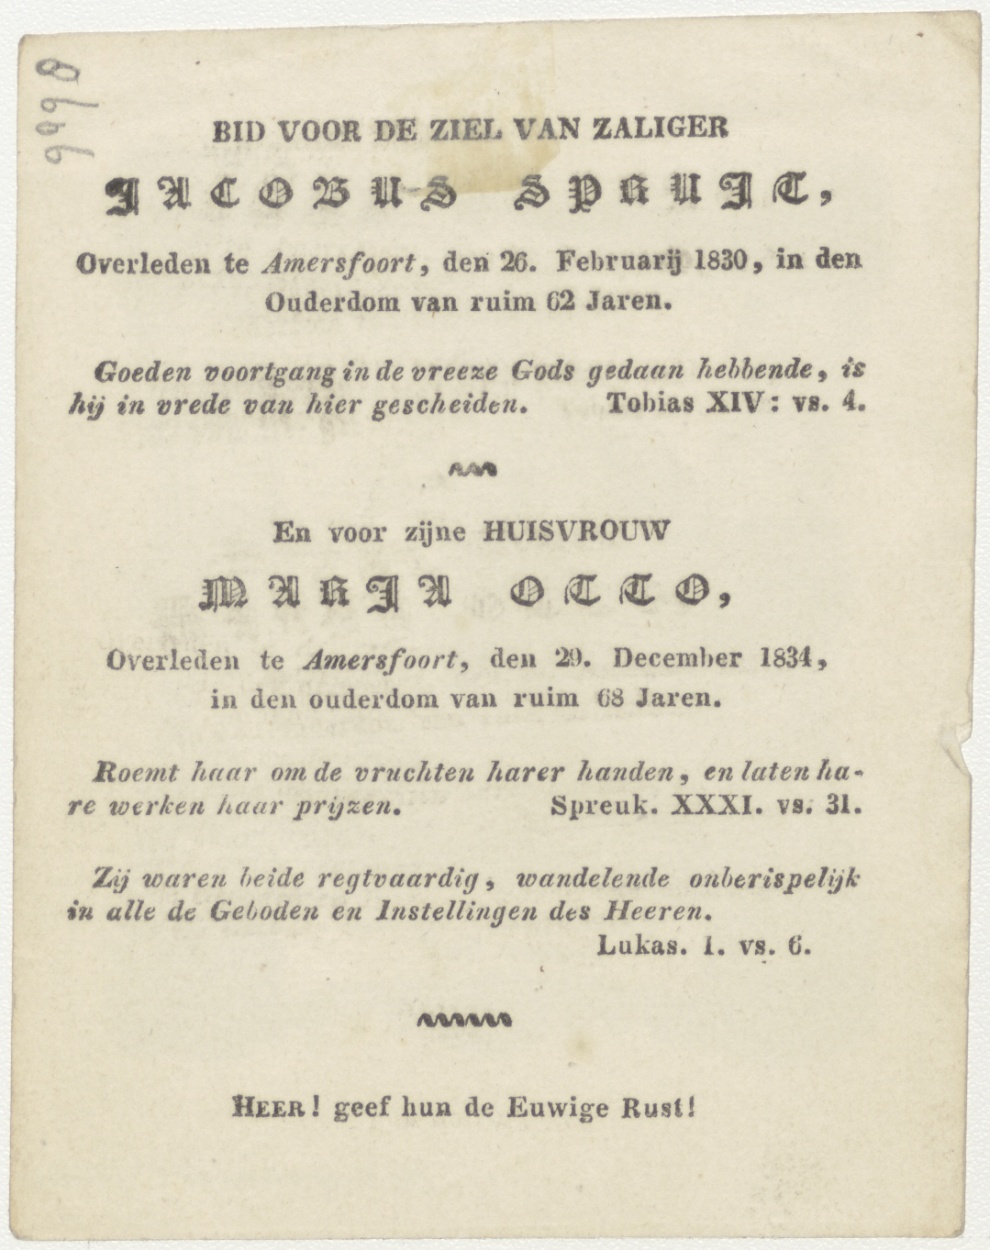 9998
BID VOOR DE ZIEL VAN ZALIGER
JACOBUS SPRUIJT,
Overleden te Amersfoort, den 26. Februarij 1830, in den
Ouderdom van ruim 62 Jaren.
Goeden voortgang in de vreeze Gods gedaan hebbende, is
hij in vrede van hier gescheiden. Tobias XIV: vs. 4.
En voor zijne HUISVROUW
MARIA OTTO,
Overleden te Amersfoort, den 29. December 1834,
in den ouderdom van ruim 68 Jaren.
Roemt haar om de vruchten harer handen, en laten ha-
re werken haar prijzen. Spreuk. XXXI. vs. 31.
Zij waren beide regtvaardig, wandelende onberispelijk
in alle de Geboden en Instellingen des Heeren.
Lukas. 1. vs. 6.
HEER! geef hun de Euwige Rust!